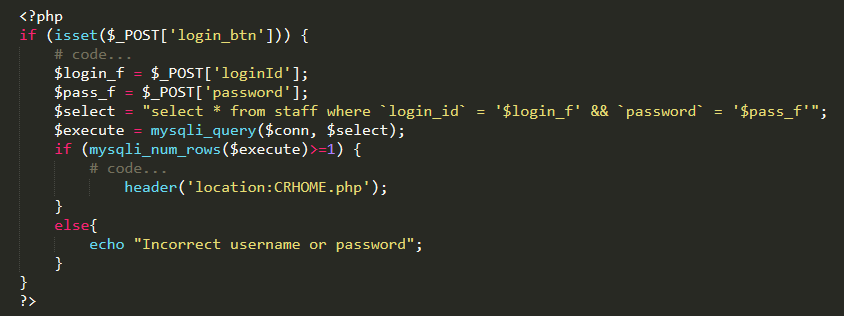 <?php
if (isset($_POST['login_btn'])) {
    # code...
    $login_f = $_POST['loginId'];
    $pass_f = $_POST['password'];
    $select = "select * from staff where `login_id` = '$login_f' && `password` = '$pass_f'";
    $execute = mysqli_query($conn, $select);
    if (mysqli_num_rows($execute)>=1) {
        # code...
            header('location:CRHOME.php');
    }
    else{
        echo "Incorrect username or password";
    }
}
?>